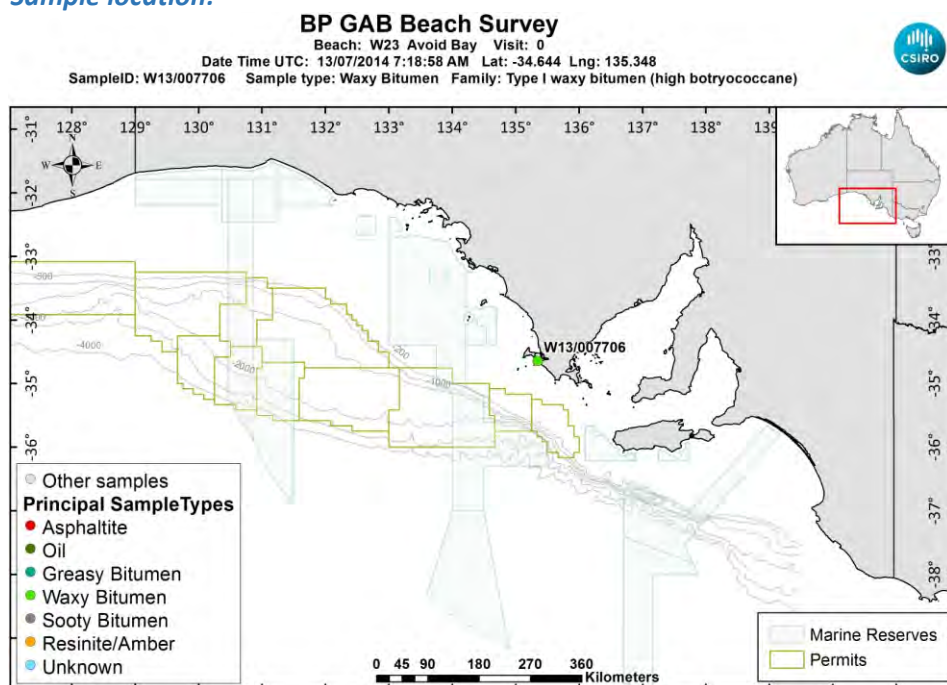 Sample location:
BP GAB Beach Survey
Beach: W23 Avoid Bay Visit: 0
Date Time UTC: 13/07/2014 7:18:58 AM Lat: -34.644 Lng: 135.348
SampleID: W13/007706 Sample type: Waxy Bitumen Family: Type I waxy bitumen (high botryococcane)
CSIRO
128° 129° 130° 131° 132° 133° 134° 135° 136° 137° 138° 139
-31°
-32°
-33°
-34°
-35°
-36°
-37°
-38°
N
W E
S
-200
-1000
-2000
-4000
W13/007706
-34°
-35°
-36°
-37°
-38°
Other samples
Principal SampleTypes
Asphaltite
Oil
Greasy Bitumen
Waxy Bitumen
Sooty Bitumen
Resinite/Amber
Unknown
0 45 90 180 270 360
Kilometers
Marine Reserves
Permits